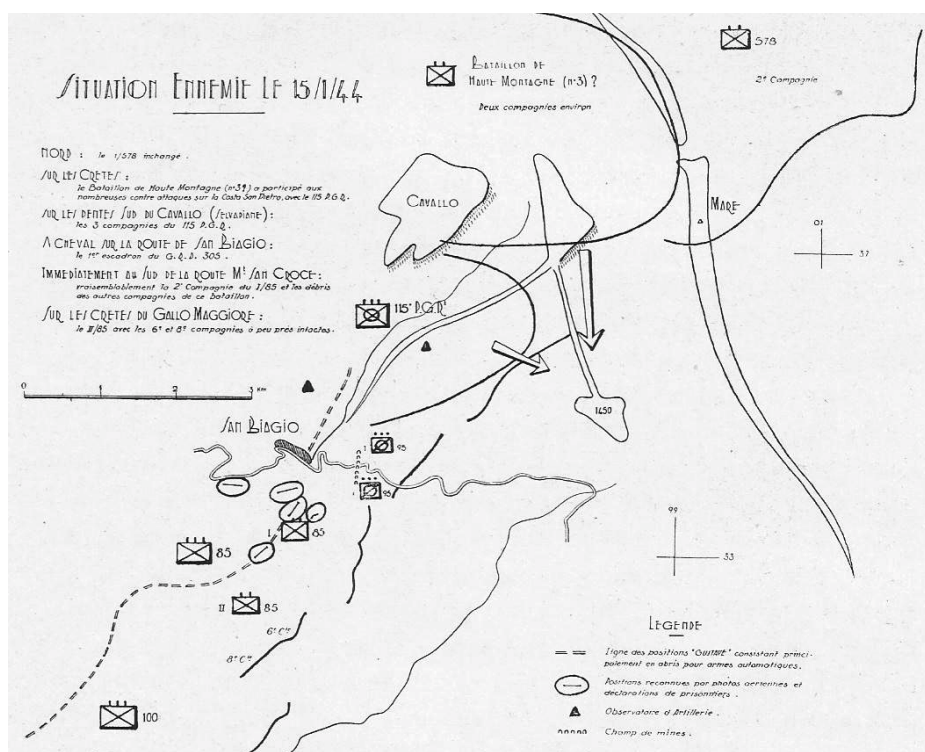 SITUATION ENNEMIE LE 15/1/44
NORD : le 1/578 inchangé.
SUR LES CRÊTES :
le Bataillon de Haute Montagne (n°3?) a participé aux
nombreuses contre attaques sur la Costa San Pietro, avec le 115 P.G.R.
SUR LES PENTES SUD DU CAVALLO (SELVADIANE) :
les 3 compagnies du 115 P.G.R.
A CHEVAL SUR LA ROUTE DE SAN BIAGIO :
le 1er escadron du G.R.D. 305.
IMMÉDIATEMENT AU SUD DE LA ROUTE Mt SAN CROCE :
vraisemblablement la 2e Compagnie du I/85 et les débris
des autres compagnies de ce bataillon.
SUR LES CRÊTES DU GALLO MAGGIORE :
le II/85 avec les 6e et 8e compagnies à peu près intactes.
BATAILLON DE
HAUTE MONTAGNE (n°3) ?
Deux compagnies environ
578
2e Compagnie
CAVALLO
MARE
01
37
115e P.G.Rt
0 1 2 3 Km
1450
SAN BIAGIO
1 95
95
I 85
85
II 85
6e Cie
8e Cie
100
99
33
LEGENDE
Ligne des positions "GUSTAVE" consistant princi-
palement en abris pour armes automatiques.
Positions reconnues par photos aériennes et
déclarations de prisonniers.
Observatoire d'Artillerie.
Champ de mines.